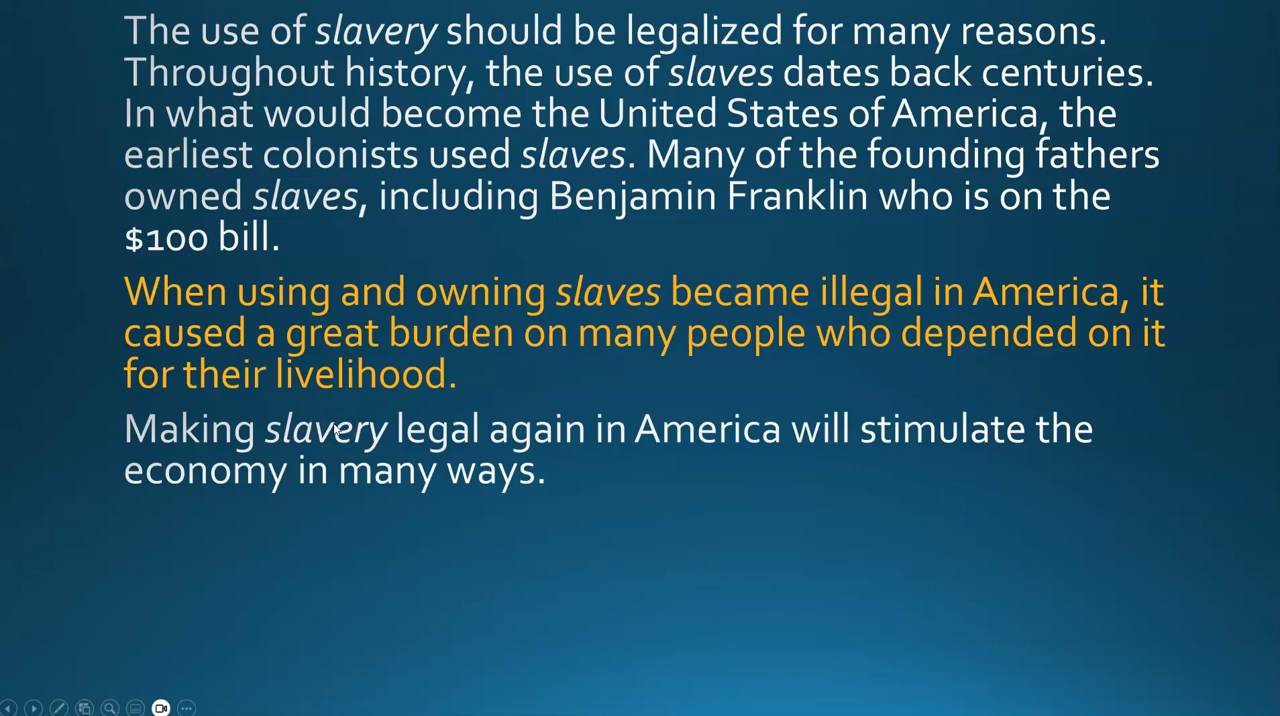 The use of slavery should be legalized for many reasons.
Throughout history, the use of slaves dates back centuries.
In what would become the United States of America, the
earliest colonists used slaves. Many of the founding fathers
owned slaves, including Benjamin Franklin who is on the
$100 bill.
When using and owning slaves became illegal in America, it
caused a great burden on many people who depended on it
for their livelihood.
Making slavery legal again in America will stimulate the
economy in many ways.